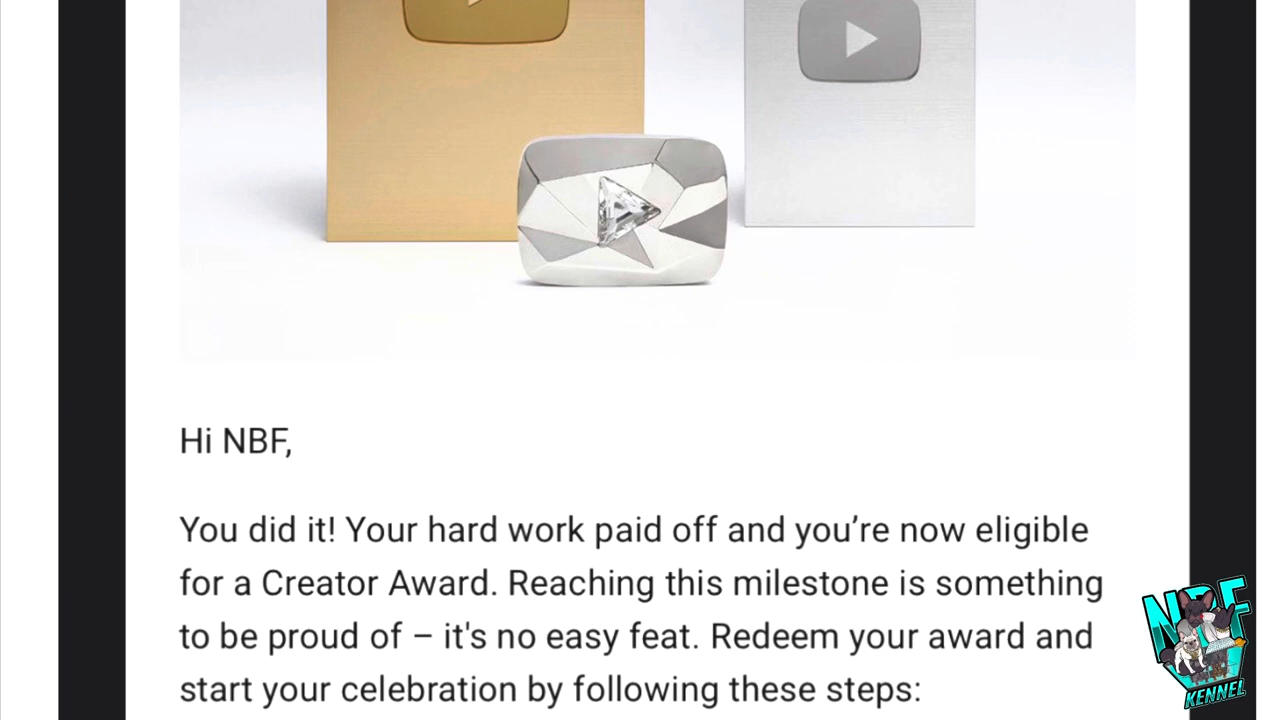 Hi NBF,
You did it! Your hard work paid off and you’re now eligible
for a Creator Award. Reaching this milestone is something
to be proud of – it's no easy feat. Redeem your award and
start your celebration by following these steps:
NBF
KENNEL